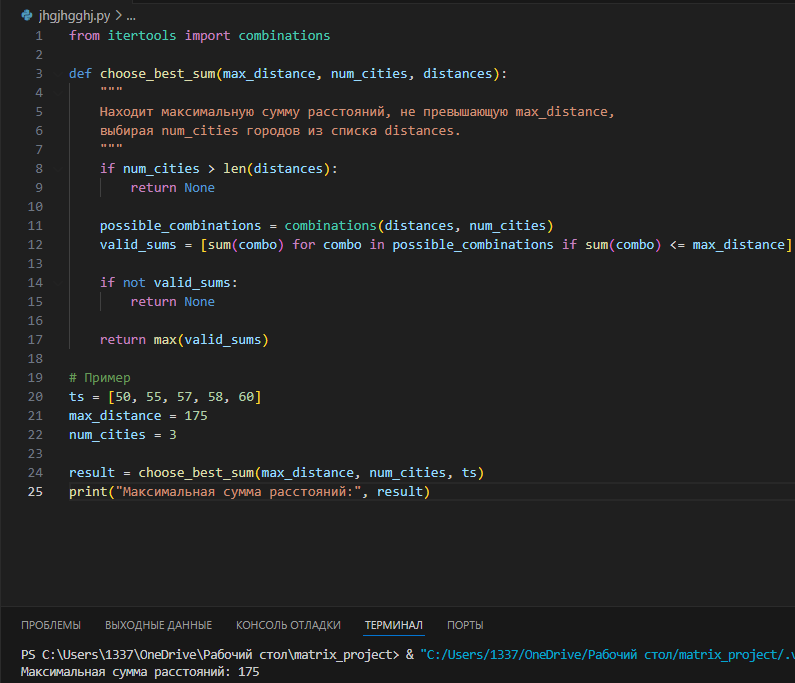 jhgjhgghj.py > ...
1 from itertools import combinations
2
3 def choose_best_sum(max_distance, num_cities, distances):
4     """
5     Находит максимальную сумму расстояний, не превышающую max_distance,
6     выбирая num_cities городов из списка distances.
7     """
8     if num_cities > len(distances):
9         return None
10
11     possible_combinations = combinations(distances, num_cities)
12     valid_sums = [sum(combo) for combo in possible_combinations if sum(combo) <= max_distance]
13
14     if not valid_sums:
15         return None
16
17     return max(valid_sums)
18
19 # Пример
20 ts = [50, 55, 57, 58, 60]
21 max_distance = 175
22 num_cities = 3
23
24 result = choose_best_sum(max_distance, num_cities, ts)
25 print("Максимальная сумма расстояний:", result)
ПРОБЛЕМЫ ВЫХОДНЫЕ ДАННЫЕ КОНСОЛЬ ОТЛАДКИ ТЕРМИНАЛ ПОРТЫ
PS C:\Users\1337\OneDrive\Рабочий стол\matrix_project> & "C:/Users/1337/OneDrive/Рабочий стол/matrix_project/.v
Максимальная сумма расстояний: 175